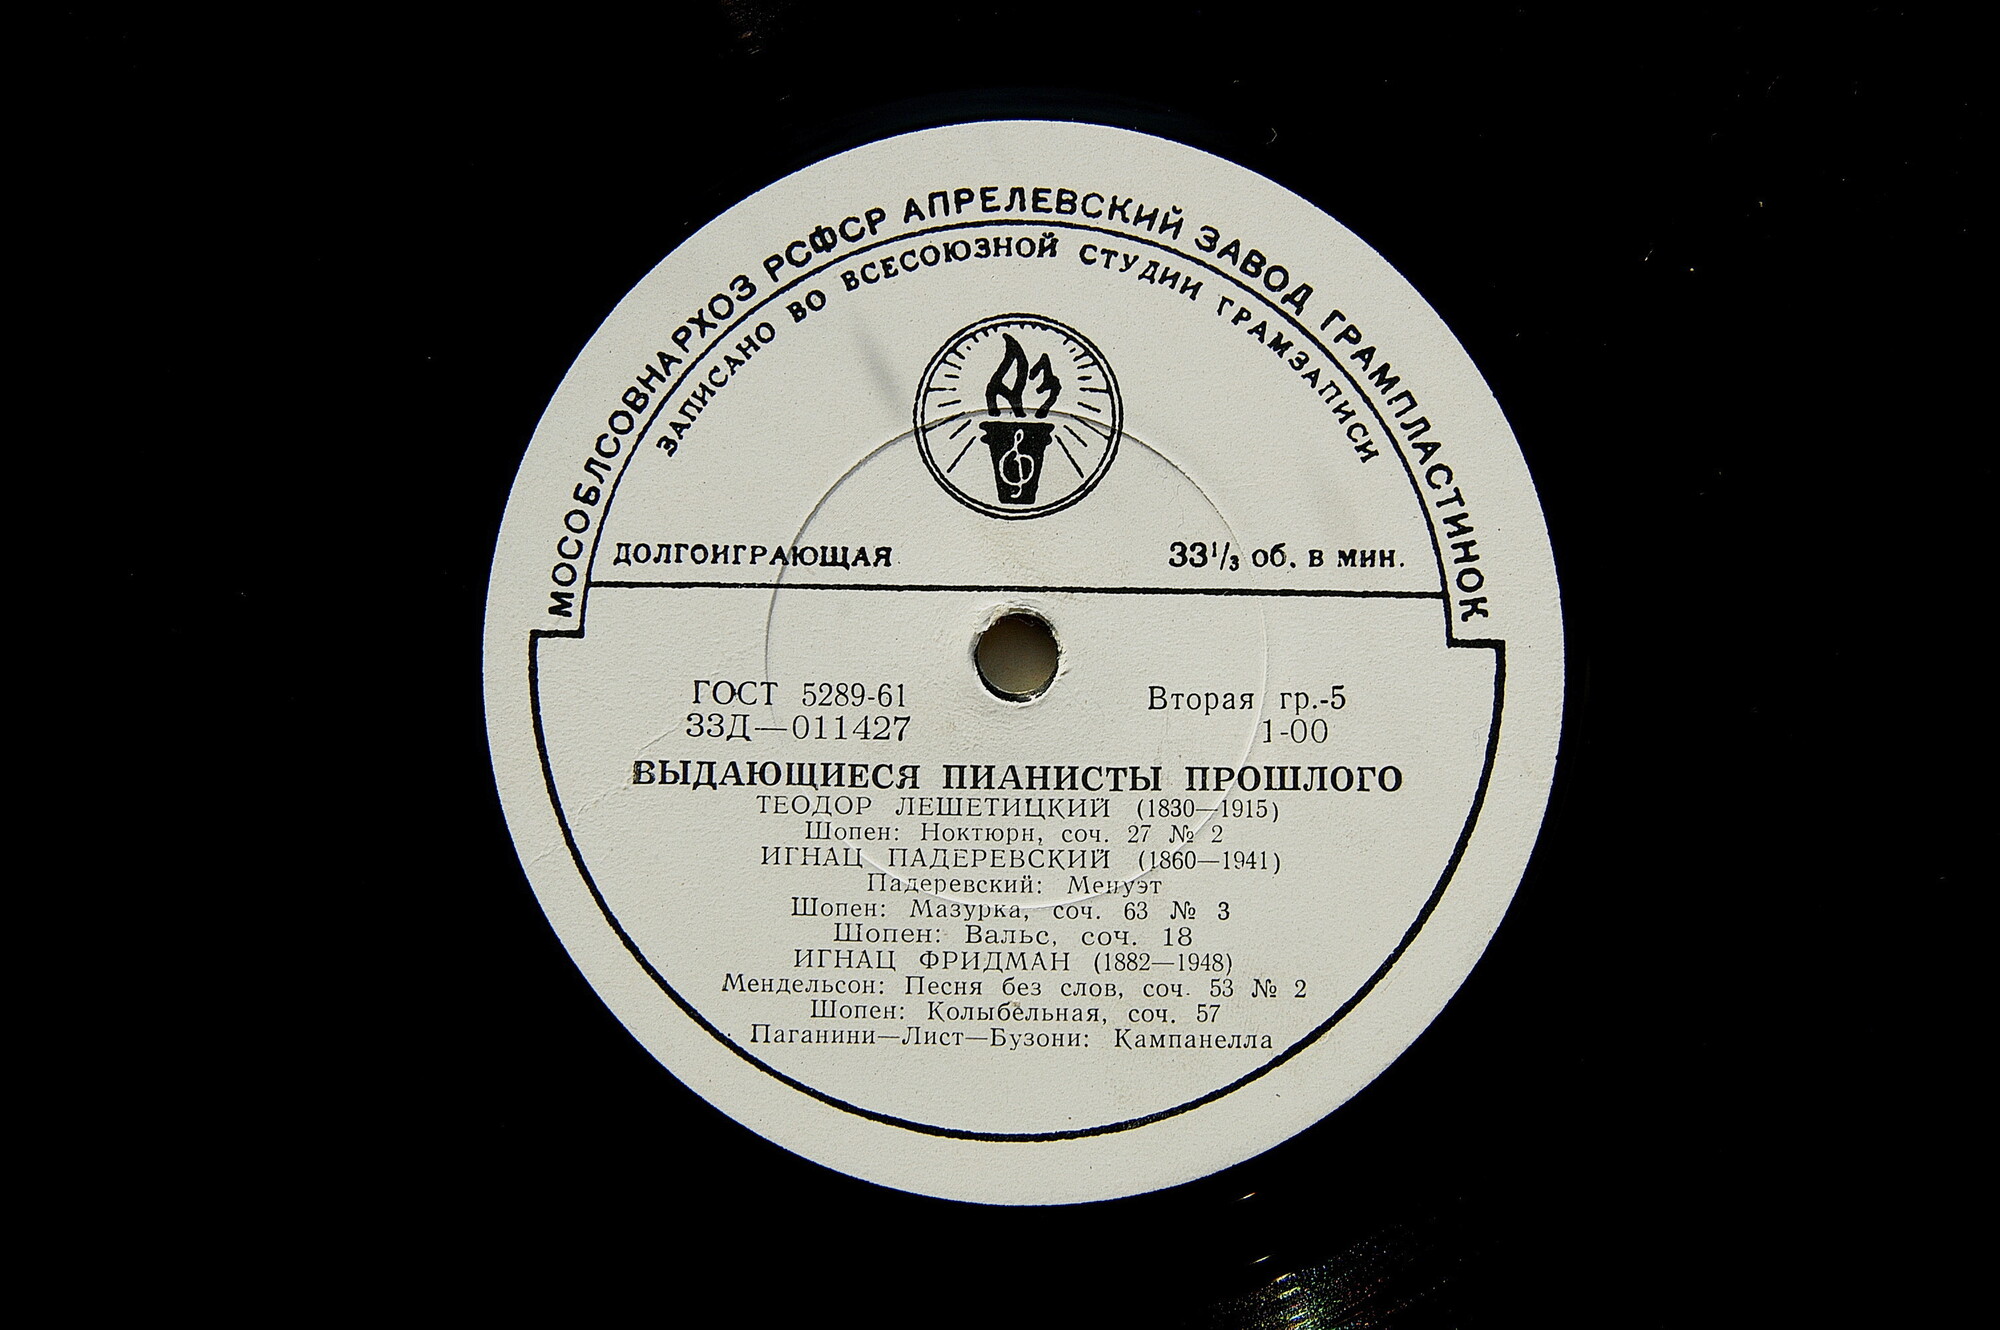 МОСОБЛСОВНАРХОЗ РСФСР АПРЕЛЕВСКИЙ ЗАВОД ГРАМПЛАСТИНОК
ЗАПИСАНО ВО ВСЕСОЮЗНОЙ СТУДИИ ГРАМЗАПИСИ
АЗ
ДОЛГОИГРАЮЩАЯ 33 1/3 об. в мин.
ГОСТ 5289-61 Вторая гр.-5
33Д—011427 1-00
ВЫДАЮЩИЕСЯ ПИАНИСТЫ ПРОШЛОГО
ТЕОДОР ЛЕШЕТИЦКИЙ (1830—1915)
Шопен: Ноктюрн, соч. 27 № 2
ИГНАЦ ПАДЕРЕВСКИЙ (1860—1941)
Падеревский: Менуэт
Шопен: Мазурка, соч. 63 № 3
Шопен: Вальс, соч. 18
ИГНАЦ ФРИДМАН (1882—1948)
Мендельсон: Песня без слов, соч. 53 № 2
Шопен: Колыбельная, соч. 57
Паганини—Лист—Бузони: Кампанелла